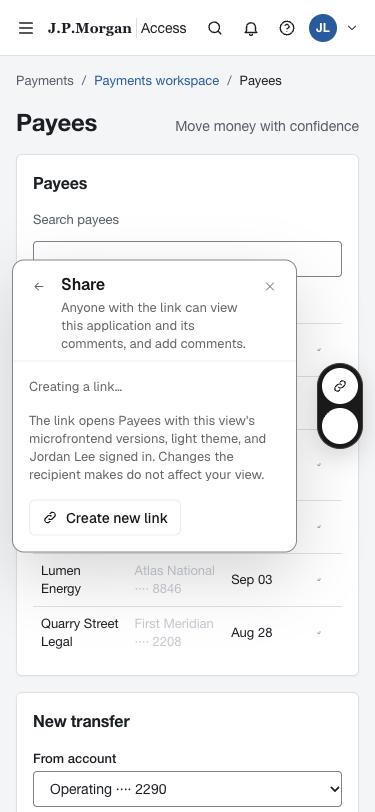 J.P.Morgan Access JL
Payments / Payments workspace / Payees
Payees Move money with confidence
Payees
Search payees
Share
Anyone with the link can view
this application and its
comments, and add comments.
Creating a link...
The link opens Payees with this view's
microfrontend versions, light theme, and
Jordan Lee signed in. Changes the
recipient makes do not affect your view.
Create new link
Lumen Atlas National
Energy ···· 8846 Sep 03
Quarry Street First Meridian
Legal ···· 2208 Aug 28
New transfer
From account
Operating ···· 2290